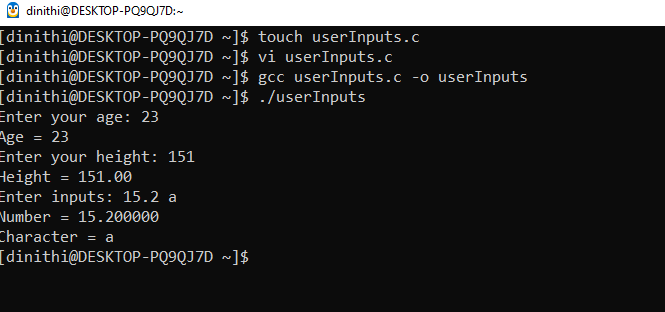 dinithi@DESKTOP-PQ9QJ7D:~
[dinithi@DESKTOP-PQ9QJ7D ~]$ touch userInputs.c
[dinithi@DESKTOP-PQ9QJ7D ~]$ vi userInputs.c
[dinithi@DESKTOP-PQ9QJ7D ~]$ gcc userInputs.c -o userInputs
[dinithi@DESKTOP-PQ9QJ7D ~]$ ./userInputs
Enter your age: 23
Age = 23
Enter your height: 151
Height = 151.00
Enter inputs: 15.2 a
Number = 15.200000
Character = a
[dinithi@DESKTOP-PQ9QJ7D ~]$